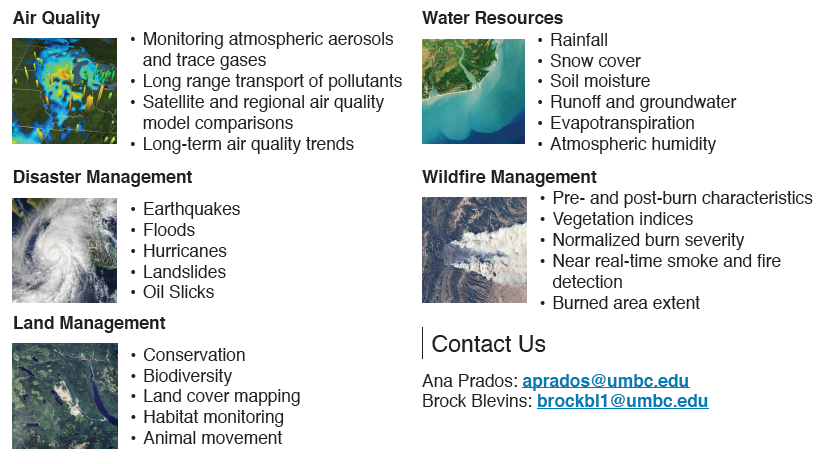 Air Quality
• Monitoring atmospheric aerosols
and trace gases
• Long range transport of pollutants
• Satellite and regional air quality
model comparisons
• Long-term air quality trends
Disaster Management
• Earthquakes
• Floods
• Hurricanes
• Landslides
• Oil Slicks
Land Management
• Conservation
• Biodiversity
• Land cover mapping
• Habitat monitoring
• Animal movement
Water Resources
• Rainfall
• Snow cover
• Soil moisture
• Runoff and groundwater
• Evapotranspiration
• Atmospheric humidity
Wildfire Management
• Pre- and post-burn characteristics
• Vegetation indices
• Normalized burn severity
• Near real-time smoke and fire
detection
• Burned area extent
Contact Us
Ana Prados: aprados@umbc.edu
Brock Blevins: brockbl1@umbc.edu